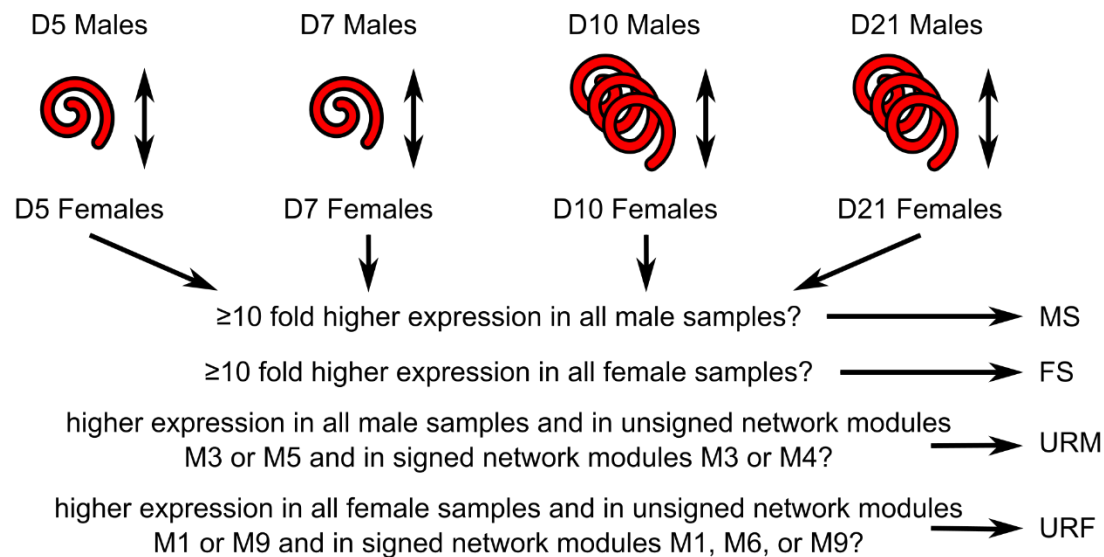 D5 Males D7 Males D10 Males D21 Males
D5 Females D7 Females D10 Females D21 Females
≥10 fold higher expression in all male samples? MS
≥10 fold higher expression in all female samples? FS
higher expression in all male samples and in unsigned network modules
M3 or M5 and in signed network modules M3 or M4? URM
higher expression in all female samples and in unsigned network modules
M1 or M9 and in signed network modules M1, M6, or M9? URF